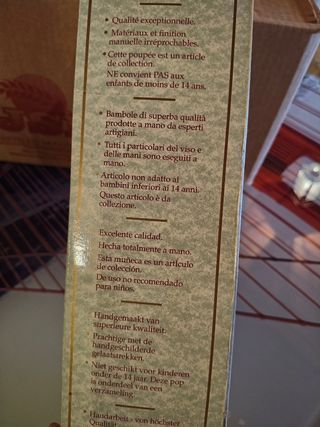 • Qualité exceptionnelle.
• Matériaux et finition
manuelle irréprochables.
• Cette poupée est un article
de collection.
NE convient PAS aux
enfants de moins de 14 ans.
• Bambole di superba qualità
prodotte a mano da esperti
artigiani.
• Tutti i particolari del viso e
delle mani sono eseguiti a
mano.
Articolo non adatto ai
bambini inferiori ai 14 anni.
Questo articolo è da
collezione.
Excelente calidad.
Hecha totalmente a mano.
Esta muñeca es un artículo
de colección.
De uso no recomendado
para niños.
Handgemaakt van
superieure kwaliteit.
Prachtige met de
handgeschilderde
gelaatstrekken.
Niet geschikt voor kinderen
onder de 14 jaar. Deze pop
is onderdeel van een
verzameling.
• Handarbeit - von höchster
Qualität